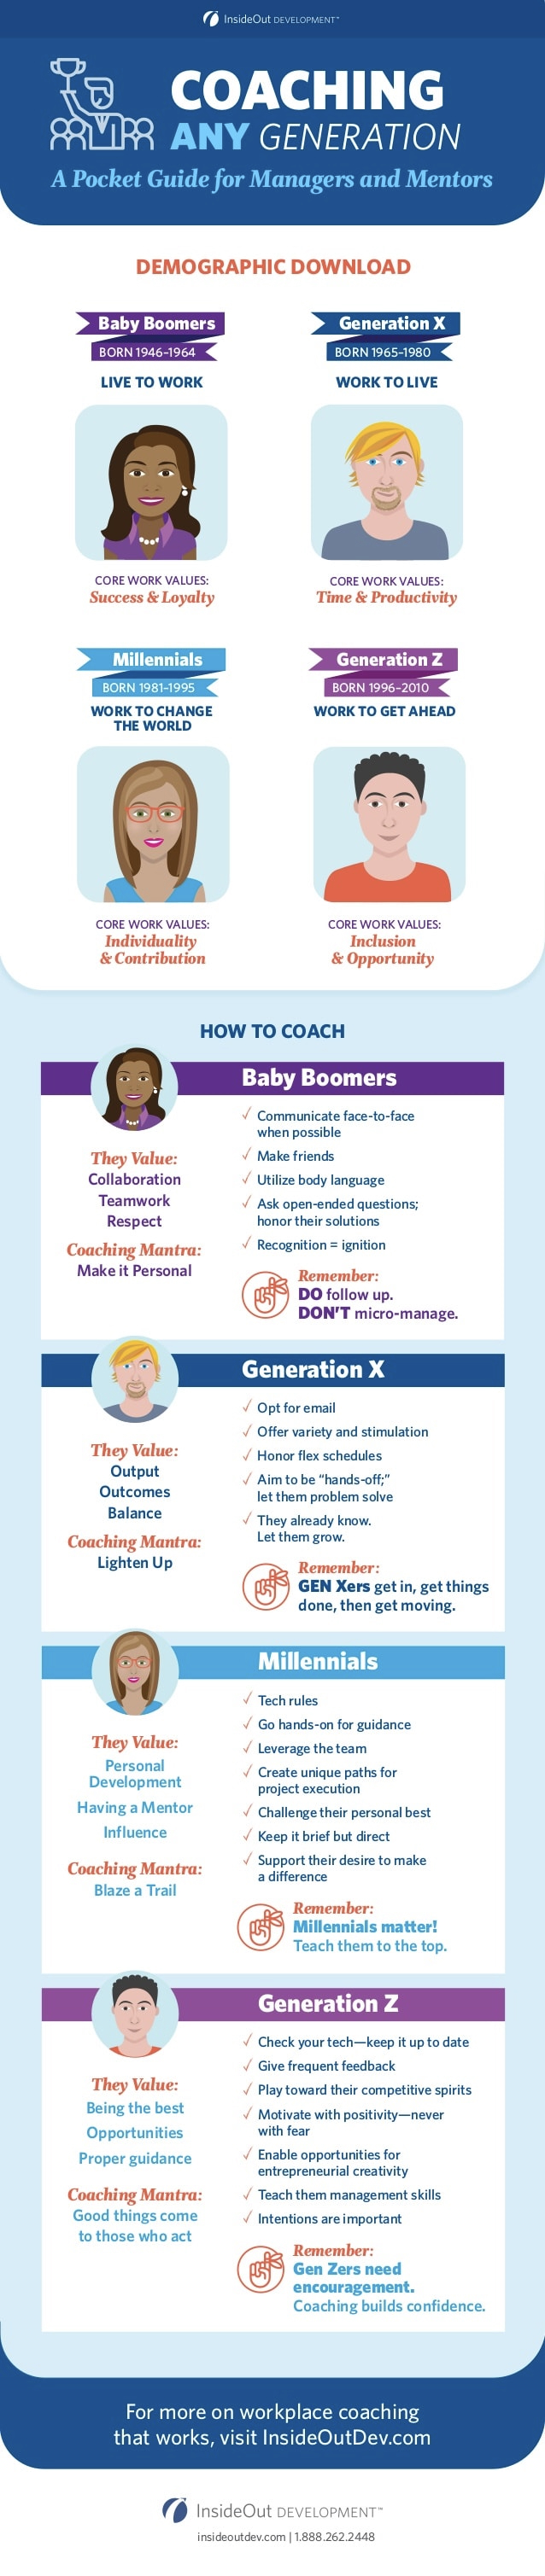 InsideOut DEVELOPMENT™
COACHING
ANY GENERATION
A Pocket Guide for Managers and Mentors
DEMOGRAPHIC DOWNLOAD
Baby Boomers
BORN 1946–1964
LIVE TO WORK
CORE WORK VALUES:
Success & Loyalty
Generation X
BORN 1965–1980
WORK TO LIVE
CORE WORK VALUES:
Time & Productivity
Millennials
BORN 1981–1995
WORK TO CHANGE
THE WORLD
CORE WORK VALUES:
Individuality
& Contribution
Generation Z
BORN 1996–2010
WORK TO GET AHEAD
CORE WORK VALUES:
Inclusion
& Opportunity
HOW TO COACH
Baby Boomers
They Value:
Collaboration
Teamwork
Respect
Coaching Mantra:
Make it Personal
✓ Communicate face-to-face
when possible
✓ Make friends
✓ Utilize body language
✓ Ask open-ended questions;
honor their solutions
✓ Recognition = ignition
Remember:
DO follow up.
DON'T micro-manage.
Generation X
They Value:
Output
Outcomes
Balance
Coaching Mantra:
Lighten Up
✓ Opt for email
✓ Offer variety and stimulation
✓ Honor flex schedules
✓ Aim to be “hands-off;”
let them problem solve
✓ They already know.
Let them grow.
Remember:
GEN Xers get in, get things
done, then get moving.
Millennials
They Value:
Personal
Development
Having a Mentor
Influence
Coaching Mantra:
Blaze a Trail
✓ Tech rules
✓ Go hands-on for guidance
✓ Leverage the team
✓ Create unique paths for
project execution
✓ Challenge their personal best
✓ Keep it brief but direct
✓ Support their desire to make
a difference
Remember:
Millennials matter!
Teach them to the top.
Generation Z
They Value:
Being the best
Opportunities
Proper guidance
Coaching Mantra:
Good things come
to those who act
✓ Check your tech—keep it up to date
✓ Give frequent feedback
✓ Play toward their competitive spirits
✓ Motivate with positivity—never
with fear
✓ Enable opportunities for
entrepreneurial creativity
✓ Teach them management skills
✓ Intentions are important
Remember:
Gen Zers need
encouragement.
Coaching builds confidence.
For more on workplace coaching
that works, visit InsideOutDev.com
InsideOut DEVELOPMENT™
insideoutdev.com | 1.888.262.2448